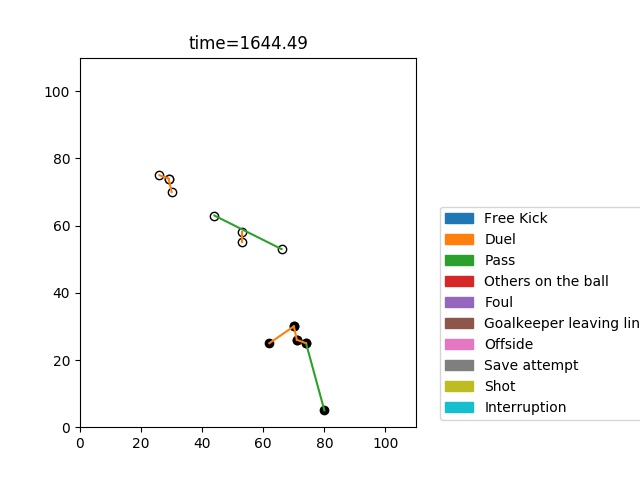 time=1644.49
100
80
60
40
20
0
0 20 40 60 80 100
Free Kick
Duel
Pass
Others on the ball
Foul
Goalkeeper leaving lin
Offside
Save attempt
Shot
Interruption